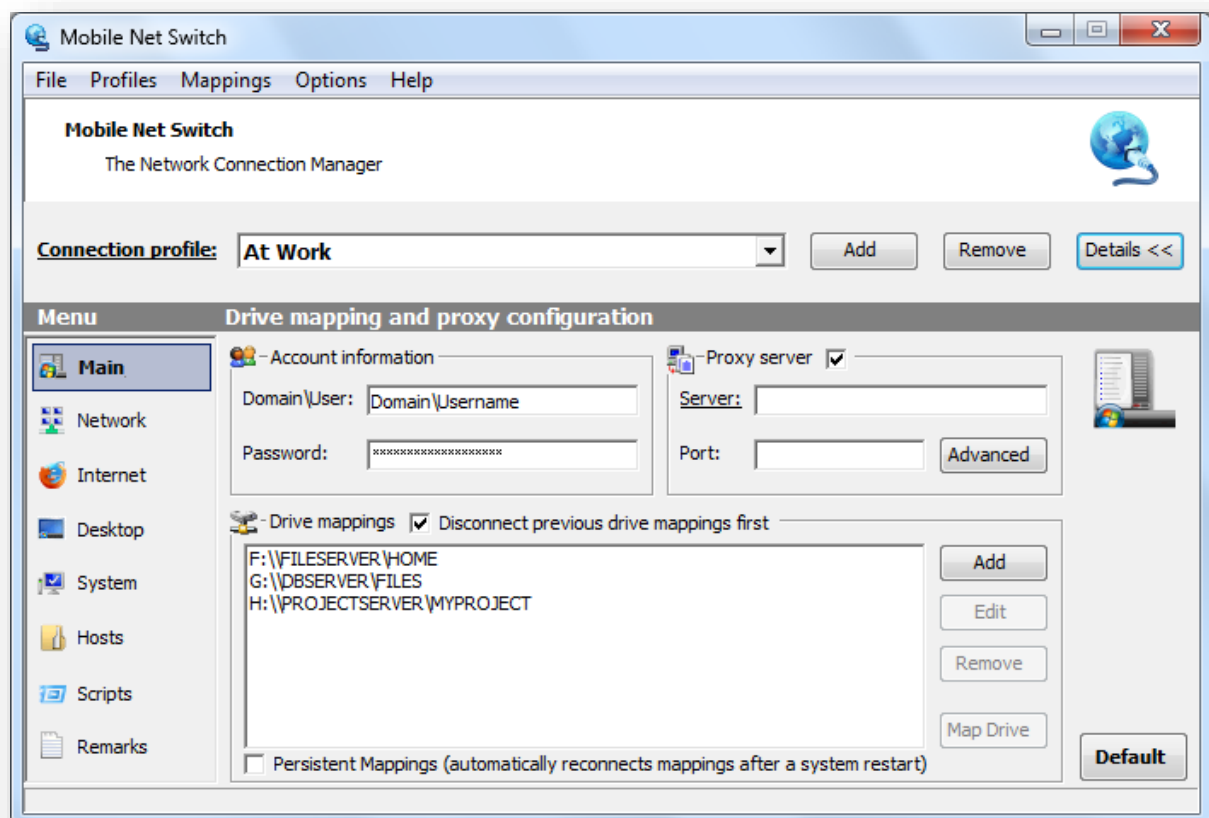 Mobile Net Switch
File Profiles Mappings Options Help
Mobile Net Switch
The Network Connection Manager
Connection profile: At Work Add Remove Details <<
Menu Drive mapping and proxy configuration
Main
Network
Internet
Desktop
System
Hosts
Scripts
Remarks
Account information
Domain\User: Domain\Username
Password: *******************
Proxy server
Server:
Port: Advanced
Drive mappings Disconnect previous drive mappings first
F:\\FILESERVER\HOME
G:\\DBSERVER\FILES
H:\\PROJECTSERVER\MYPROJECT
Add
Edit
Remove
Map Drive
Persistent Mappings (automatically reconnects mappings after a system restart)
Default